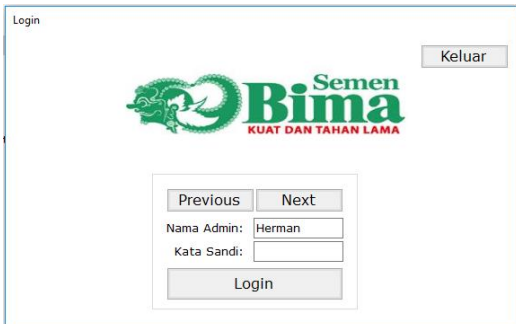 Login
Keluar
Semen
Bima
KUAT DAN TAHAN LAMA
Previous Next
Nama Admin: Herman
Kata Sandi:
Login